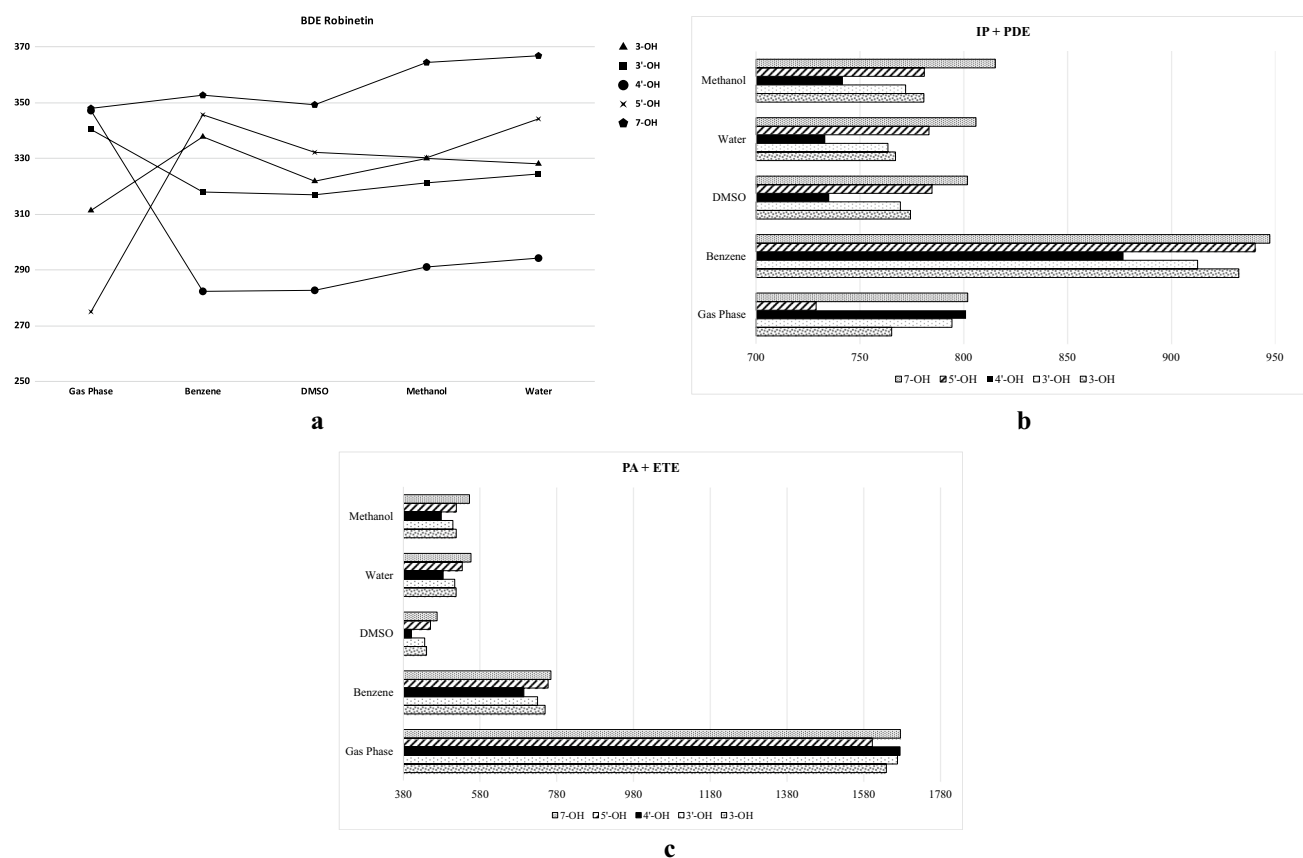 BDE Robinetin
370
350
330
310
290
270
250
Gas Phase Benzene DMSO Methanol Water
3-OH
3'-OH
4'-OH
5'-OH
7-OH
a
IP + PDE
Methanol
Water
DMSO
Benzene
Gas Phase
700 750 800 850 900 950
7-OH 5'-OH 4'-OH 3'-OH 3-OH
b
PA + ETE
Methanol
Water
DMSO
Benzene
Gas Phase
380 580 780 980 1180 1380 1580 1780
7-OH 5'-OH 4'-OH 3'-OH 3-OH
c